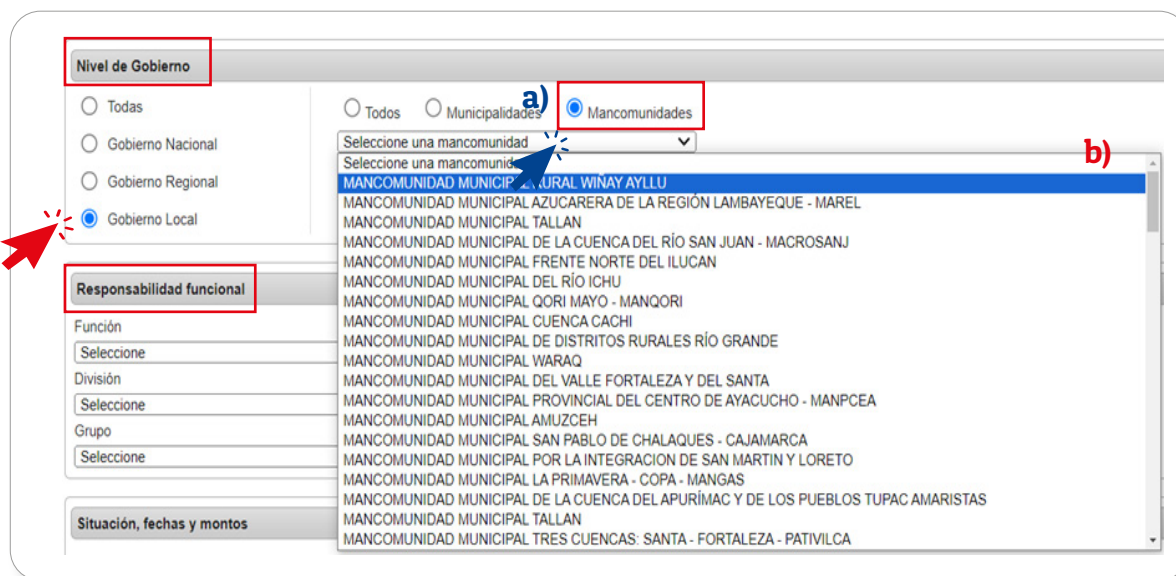 Nivel de Gobierno
Todas
Gobierno Nacional
Gobierno Regional
Gobierno Local
a)
Todos Municipalidades Mancomunidades
Seleccione una mancomunidad
b)
Seleccione una mancomunidad
MANCOMUNIDAD MUNICIPAL RURAL WIÑAY AYLLU
MANCOMUNIDAD MUNICIPAL AZUCARERA DE LA REGIÓN LAMBAYEQUE - MAREL
MANCOMUNIDAD MUNICIPAL TALLAN
MANCOMUNIDAD MUNICIPAL DE LA CUENCA DEL RÍO SAN JUAN - MACROSANJ
MANCOMUNIDAD MUNICIPAL FRENTE NORTE DEL ILUCAN
MANCOMUNIDAD MUNICIPAL DEL RÍO ICHU
MANCOMUNIDAD MUNICIPAL QORI MAYO - MANQORI
MANCOMUNIDAD MUNICIPAL CUENCA CACHI
MANCOMUNIDAD MUNICIPAL DE DISTRITOS RURALES RÍO GRANDE
MANCOMUNIDAD MUNICIPAL WARAQ
MANCOMUNIDAD MUNICIPAL DEL VALLE FORTALEZA Y DEL SANTA
MANCOMUNIDAD MUNICIPAL PROVINCIAL DEL CENTRO DE AYACUCHO - MANPCEA
MANCOMUNIDAD MUNICIPAL AMUZCEH
MANCOMUNIDAD MUNICIPAL SAN PABLO DE CHALAQUES - CAJAMARCA
MANCOMUNIDAD MUNICIPAL POR LA INTEGRACION DE SAN MARTIN Y LORETO
MANCOMUNIDAD MUNICIPAL LA PRIMAVERA - COPA - MANGAS
MANCOMUNIDAD MUNICIPAL DE LA CUENCA DEL APURÍMAC Y DE LOS PUEBLOS TUPAC AMARISTAS
MANCOMUNIDAD MUNICIPAL TALLAN
MANCOMUNIDAD MUNICIPAL TRES CUENCAS: SANTA - FORTALEZA - PATIVILCA
Responsabilidad funcional
Función
Seleccione
División
Seleccione
Grupo
Seleccione
Situación, fechas y montos